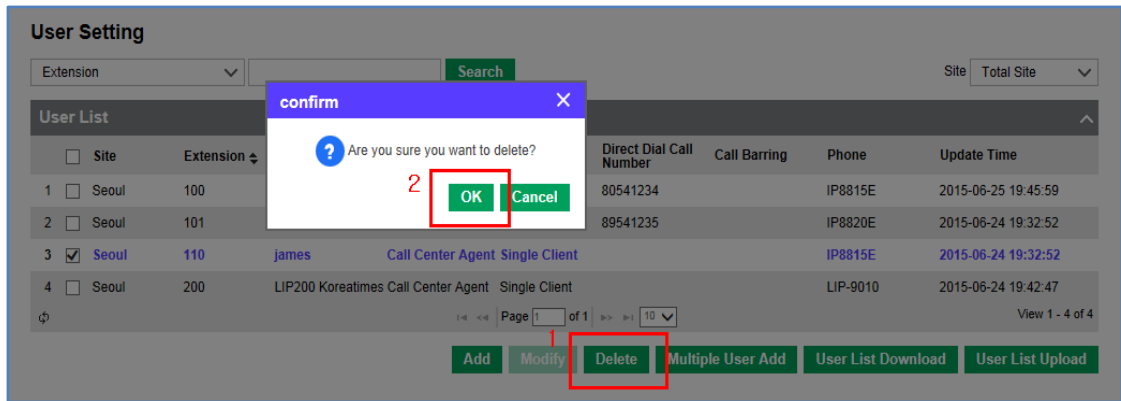 User Setting
Extension Search Site Total Site
confirm
User List
Are you sure you want to delete?
2 OK Cancel
Site Extension Direct Dial Call Number Call Barring Phone Update Time
1 Seoul 100 80541234 IP8815E 2015-06-25 19:45:59
2 Seoul 101 89541235 IP8820E 2015-06-24 19:32:52
3 Seoul 110 james Call Center Agent Single Client IP8815E 2015-06-24 19:32:52
4 Seoul 200 LIP200 Koreatimes Call Center Agent Single Client LIP-9010 2015-06-24 19:42:47
Page 1 of 1 10 View 1 - 4 of 4
1
Add Modify Delete Multiple User Add User List Download User List Upload